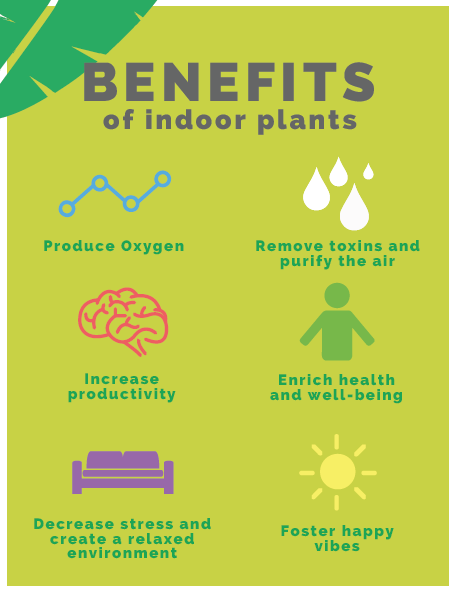 BENEFITS
of indoor plants
Produce Oxygen
Remove toxins and
purify the air
Increase
productivity
Enrich health
and well-being
Decrease stress and
create a relaxed
environment
Foster happy
vibes